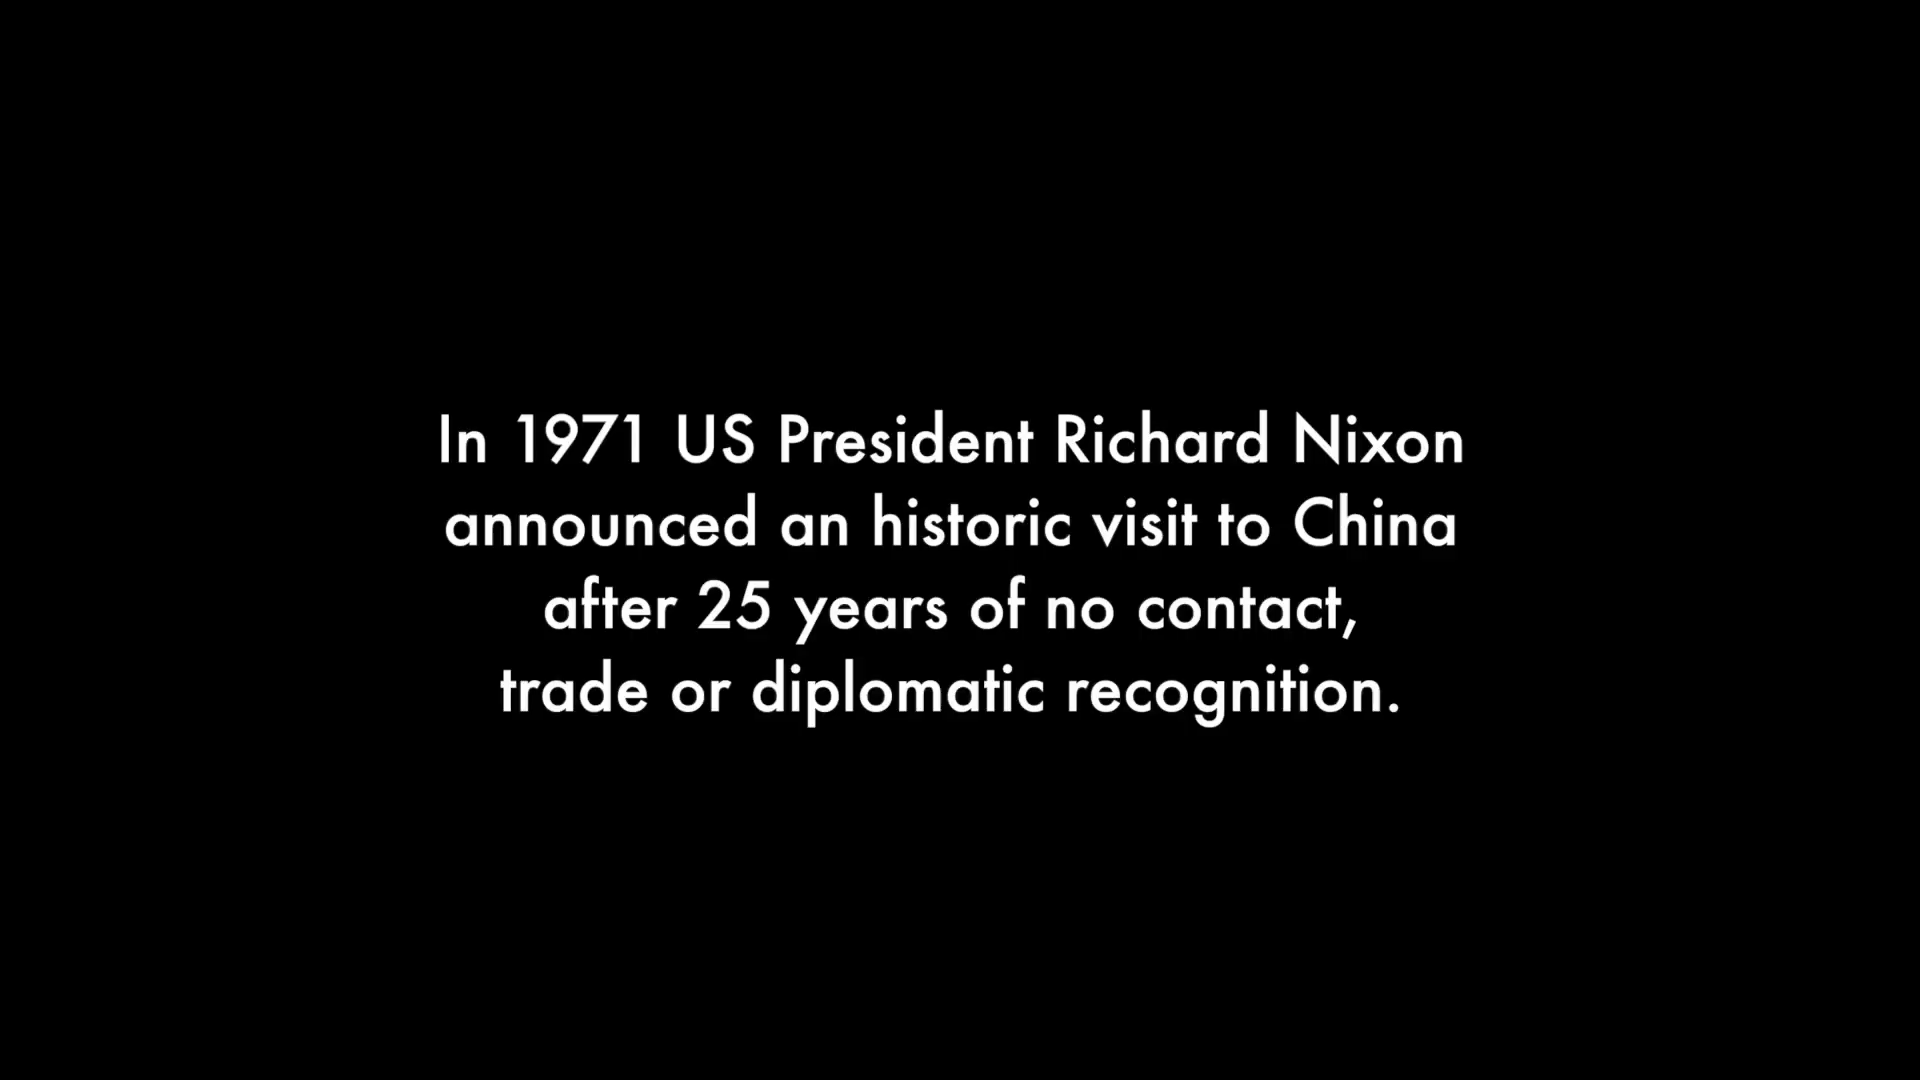 In 1971 US President Richard Nixon
announced an historic visit to China
after 25 years of no contact,
trade or diplomatic recognition.